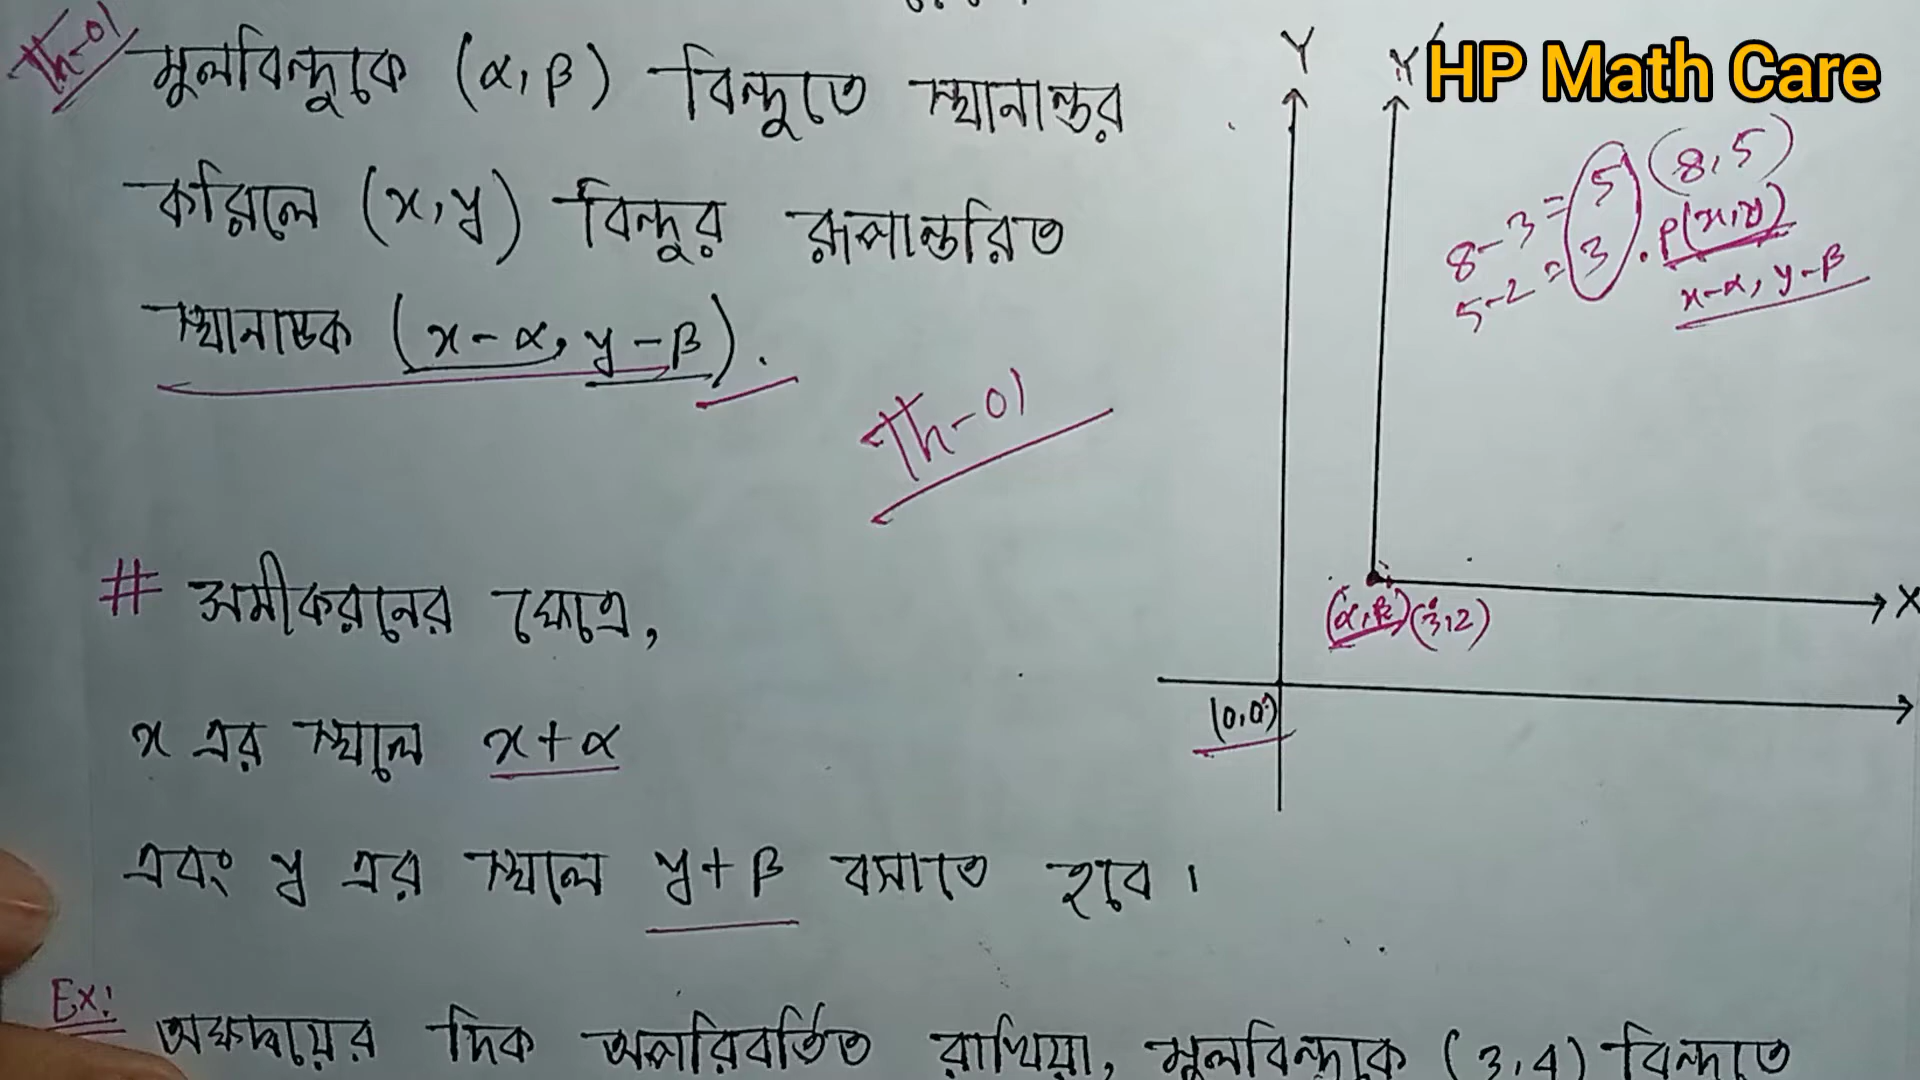 Th-01
মূলবিন্দুকে (α, β) বিন্দুতে স্থানান্তর
করিলে (x, y) বিন্দুর রূপান্তরিত
স্থানাঙ্ক (x-α, y-β).
Th-01
# সমীকরনের ক্ষেত্রে,
x এর স্থলে x+α
এবং y এর স্থলে y+β বসাতে হবে।
Ex:
অক্ষদ্বয়ের দিক অপরিবর্তিত রাখিয়া, মূলবিন্দুকে (3,4) বিন্দুতে
HP Math Care
Y
Y'
(8,5)
8-3=5
5-2=3
P(x,y)
x-α, y-β
X
(α,β) (3,2)
(0,0)